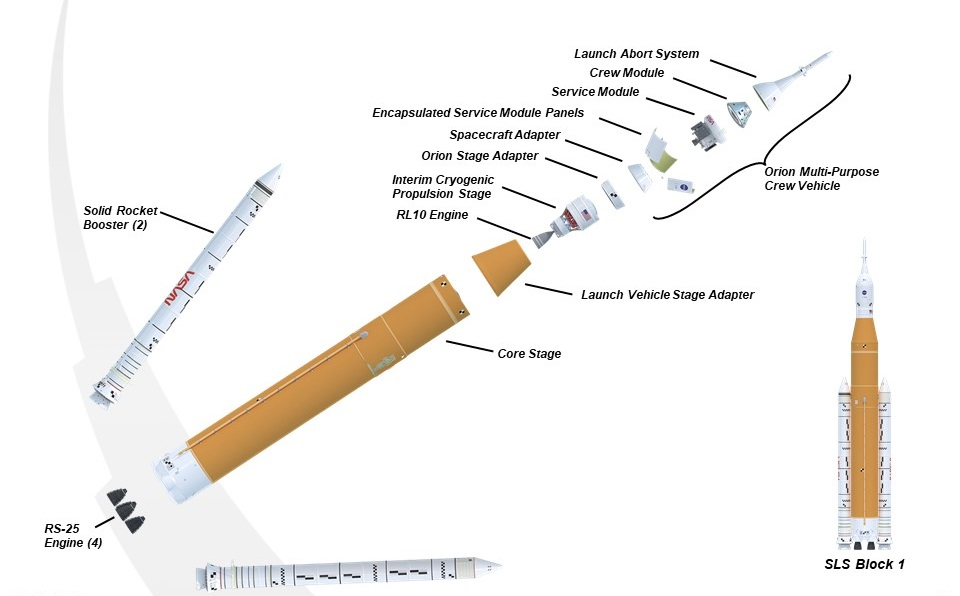 Launch Abort System
Crew Module
Service Module
Encapsulated Service Module Panels
Spacecraft Adapter
Orion Stage Adapter
Interim Cryogenic
Propulsion Stage
RL10 Engine
Orion Multi-Purpose
Crew Vehicle
Solid Rocket
Booster (2)
NASA
Launch Vehicle Stage Adapter
Core Stage
RS-25
Engine (4)
SLS Block 1